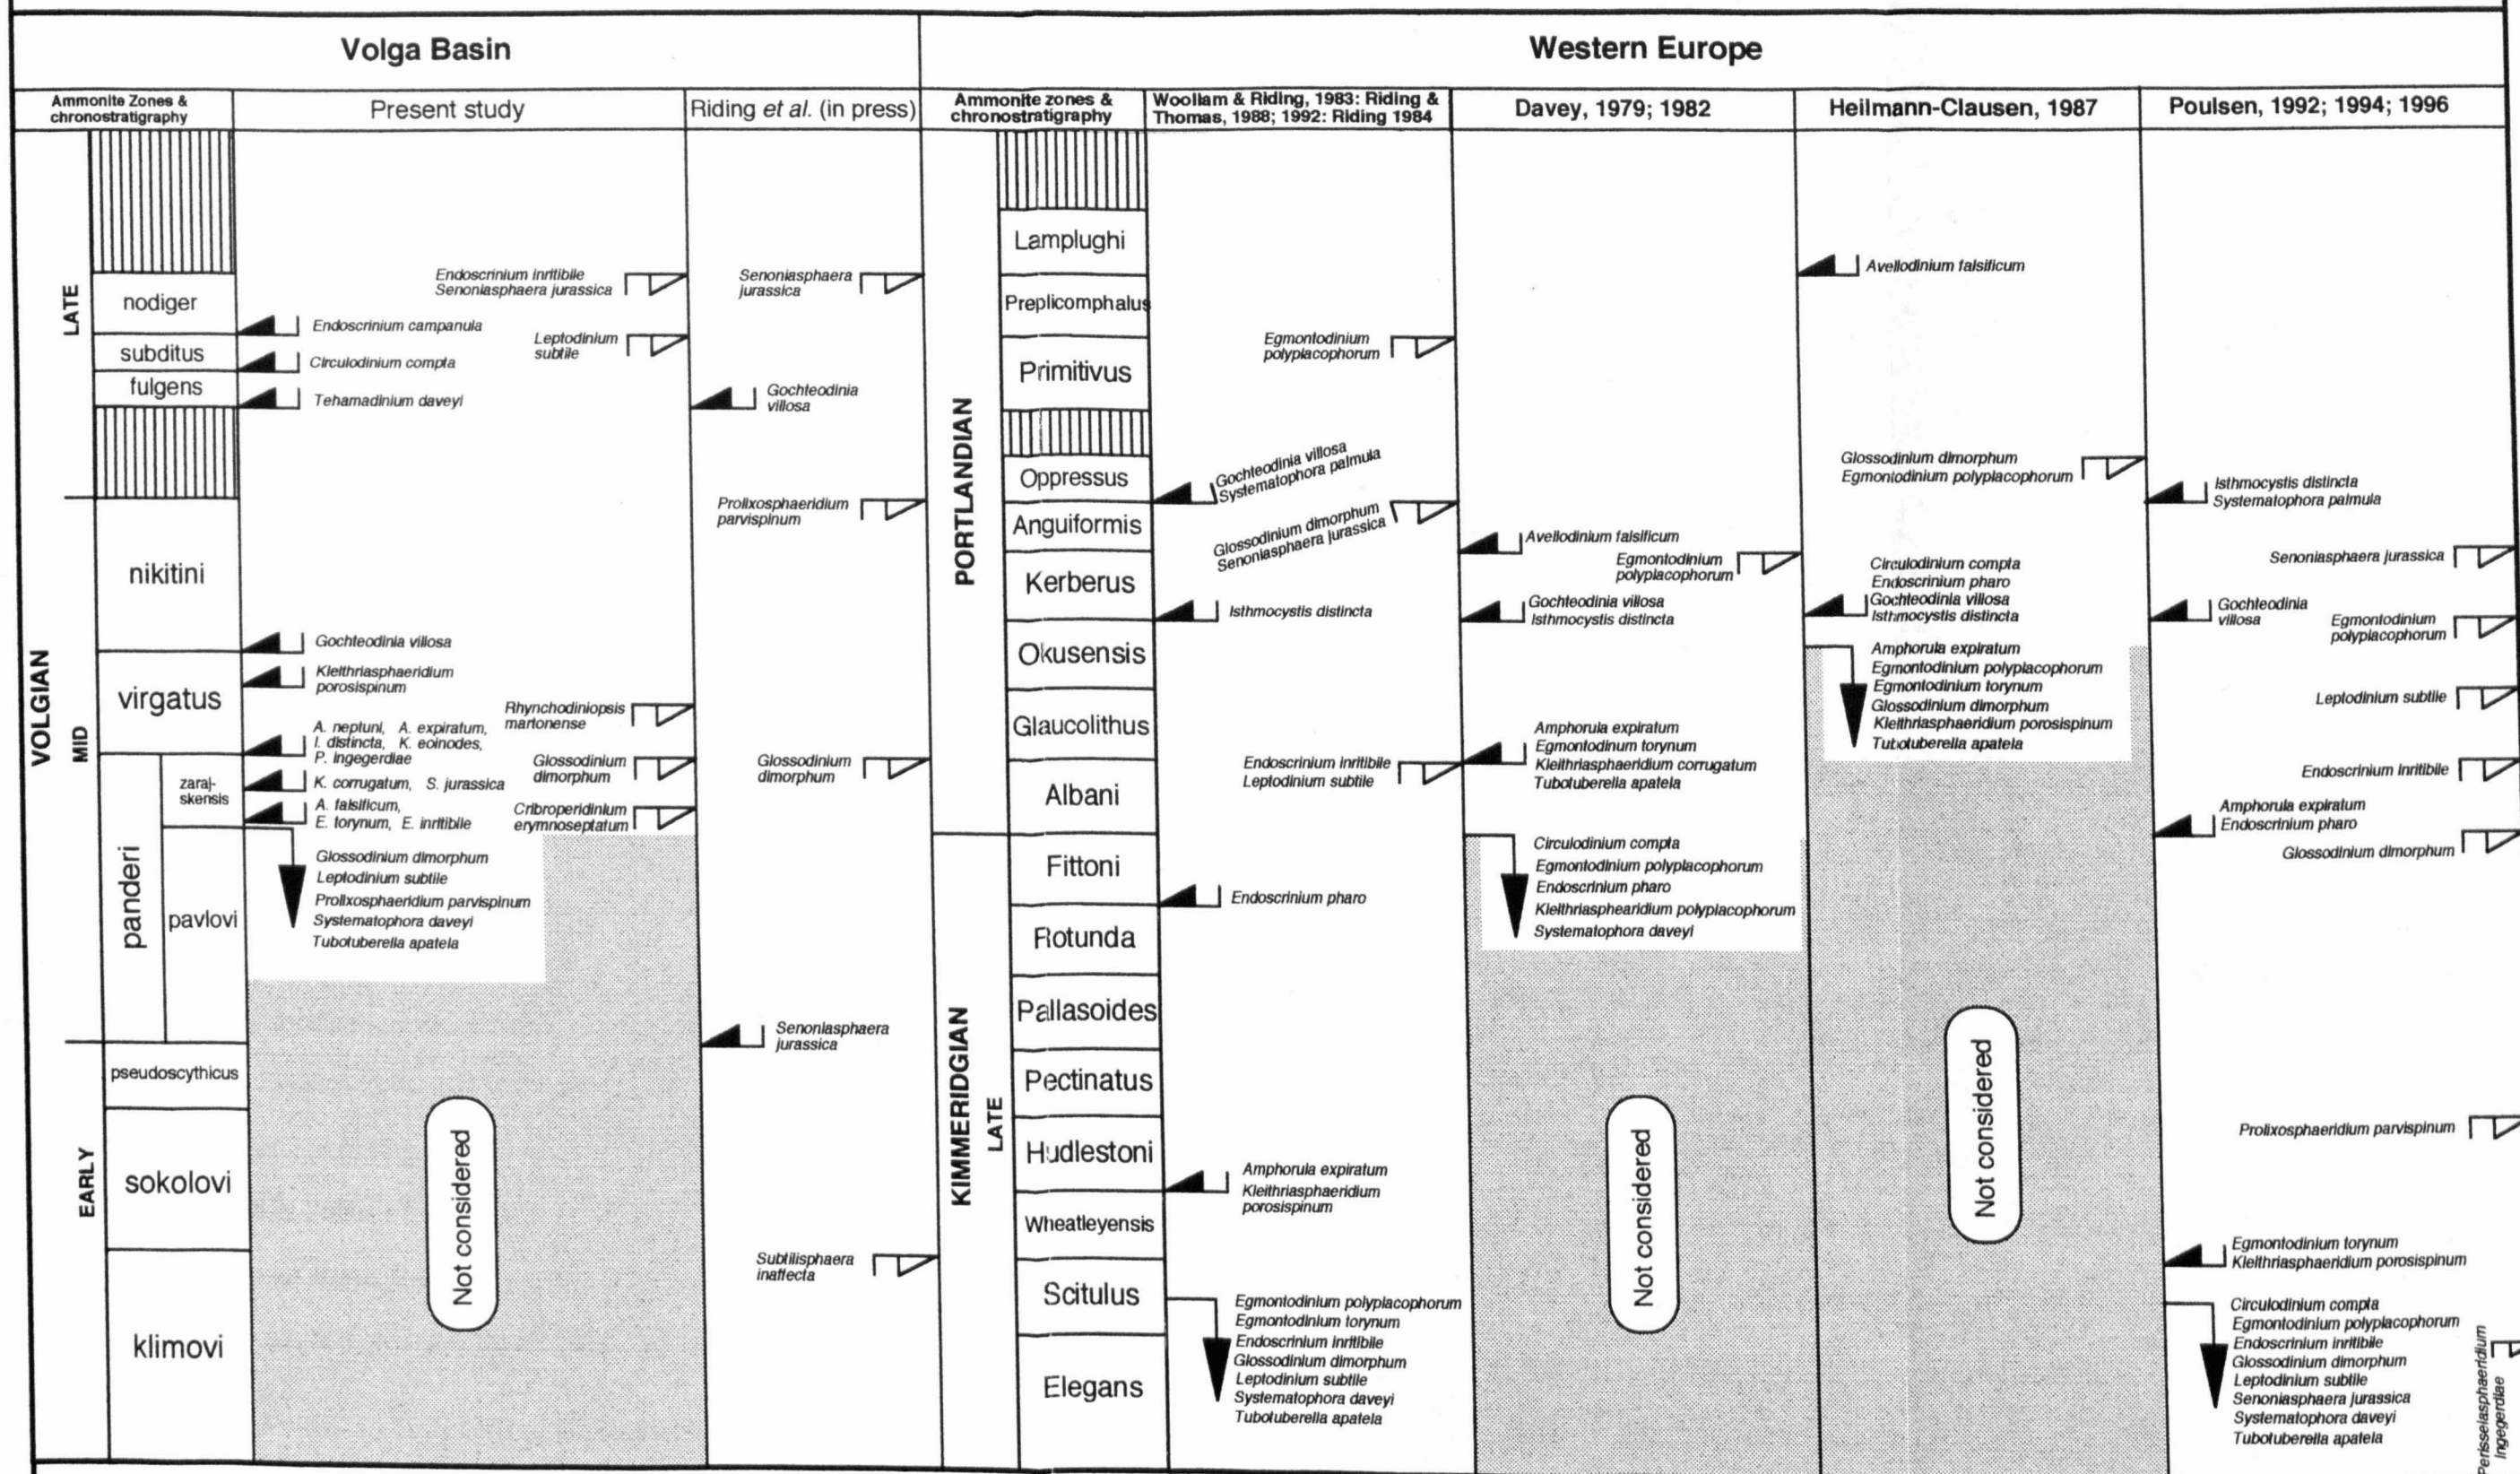 Volga Basin
Western Europe
Ammonite Zones &
chronostratigraphy
Present study
Riding et al. (in press)
Ammonite zones &
chronostratigraphy
Woollam & Riding, 1983: Riding &
Thomas, 1988; 1992: Riding 1984
Davey, 1979; 1982
Heilmann-Clausen, 1987
Poulsen, 1992; 1994; 1996
VOLGIAN
LATE
MID
EARLY
nodiger
subditus
fulgens
nikitini
virgatus
panderi
zaraj-
skensis
pavlovi
pseudoscythicus
sokolovi
klimovi
Endoscrinium inritibile
Senoniasphaera jurassica
Endoscrinium campanula
Leptodinium
subtile
Circulodinium compta
Tehamadinium daveyi
Gochteodinia villosa
Kleithriasphaeridium
porosispinum
Rhynchodiniopsis
martonense
A. neptuni, A. expiratum,
I. distincta, K. eoinodes,
P. ingegerdiae
Glossodinium
dimorphum
K. corrugatum, S. jurassica
A. falsificum,
E. torynum, E. inritibile
Cribroperidinium
erymnoseptatum
Glossodinium dimorphum
Leptodinium subtile
Prolixosphaeridium parvispinum
Systematophora daveyi
Tubotuberella apatela
Not considered
Senoniasphaera
jurassica
Gochteodinia
villosa
Prolixosphaeridium
parvispinum
Glossodinium
dimorphum
Senoniasphaera
jurassica
Subtilisphaera
inaffecta
PORTLANDIAN
KIMMERIDGIAN
LATE
Lamplughi
Preplicomphalus
Primitivus
Oppressus
Anguiformis
Kerberus
Okusensis
Glaucolithus
Albani
Fittoni
Rotunda
Pallasoides
Pectinatus
Hudlestoni
Wheatleyensis
Scitulus
Elegans
Egmontodinium
polyplacophorum
Gochteodinia villosa
Systematophora palmula
Glossodinium dimorphum
Senoniasphaera jurassica
Isthmocystis distincta
Endoscrinium inritibile
Leptodinium subtile
Endoscrinium pharo
Amphorula expiratum
Kleithriasphaeridium
porosispinum
Egmontodinium polyplacophorum
Egmontodinium torynum
Endoscrinium inritibile
Glossodinium dimorphum
Leptodinium subtile
Systematophora daveyi
Tubotuberella apatela
Avellodinium falsificum
Egmontodinium
polyplacophorum
Gochteodinia villosa
Isthmocystis distincta
Amphorula expiratum
Egmontodinum torynum
Kleithriasphaeridium corrugatum
Tubotuberella apatela
Circulodinium compta
Egmontodinium polyplacophorum
Endoscrinium pharo
Kleithriasphearidium polyplacophorum
Systematophora daveyi
Not considered
Avellodinium falsificum
Glossodinium dimorphum
Egmontodinium polyplacophorum
Circulodinium compta
Endoscrinium pharo
Gochteodinia villosa
Isthmocystis distincta
Amphorula expiratum
Egmontodinium polyplacophorum
Egmontodinium torynum
Glossodinium dimorphum
Kleithriasphaeridium porosispinum
Tubotuberella apatela
Not considered
Isthmocystis distincta
Systematophora palmula
Senoniasphaera jurassica
Gochteodinia
villosa
Egmontodinium
polyplacophorum
Leptodinium subtile
Endoscrinium inritibile
Amphorula expiratum
Endoscrinium pharo
Glossodinium dimorphum
Prolixosphaeridium parvispinum
Egmontodinium torynum
Kleithriasphaeridium porosispinum
Circulodinium compta
Egmontodinium polyplacophorum
Endoscrinium inritibile
Glossodinium dimorphum
Leptodinium subtile
Senoniasphaera jurassica
Systematophora daveyi
Tubotuberella apatela
Perisseiasphaeridium
ingegerdiae